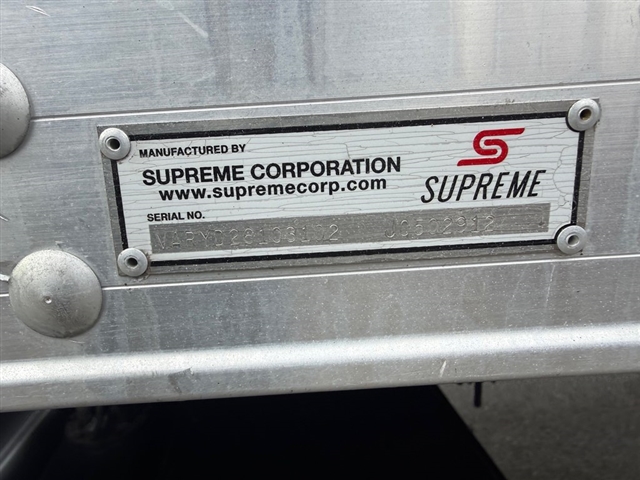 MANUFACTURED BY
SUPREME CORPORATION
www.supremecorp.com
S
SUPREME
SERIAL NO.